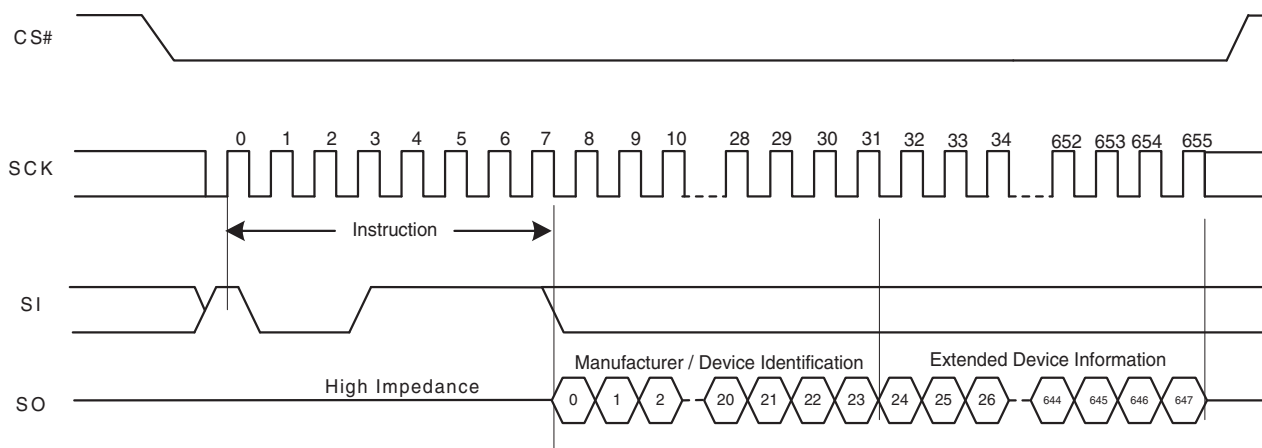 CS#
0 1 2 3 4 5 6 7 8 9 10 28 29 30 31 32 33 34 652 653 654 655
SCK
Instruction
SI
Manufacturer / Device Identification Extended Device Information
High Impedance
SO 0 1 2 20 21 22 23 24 25 26 644 645 646 647